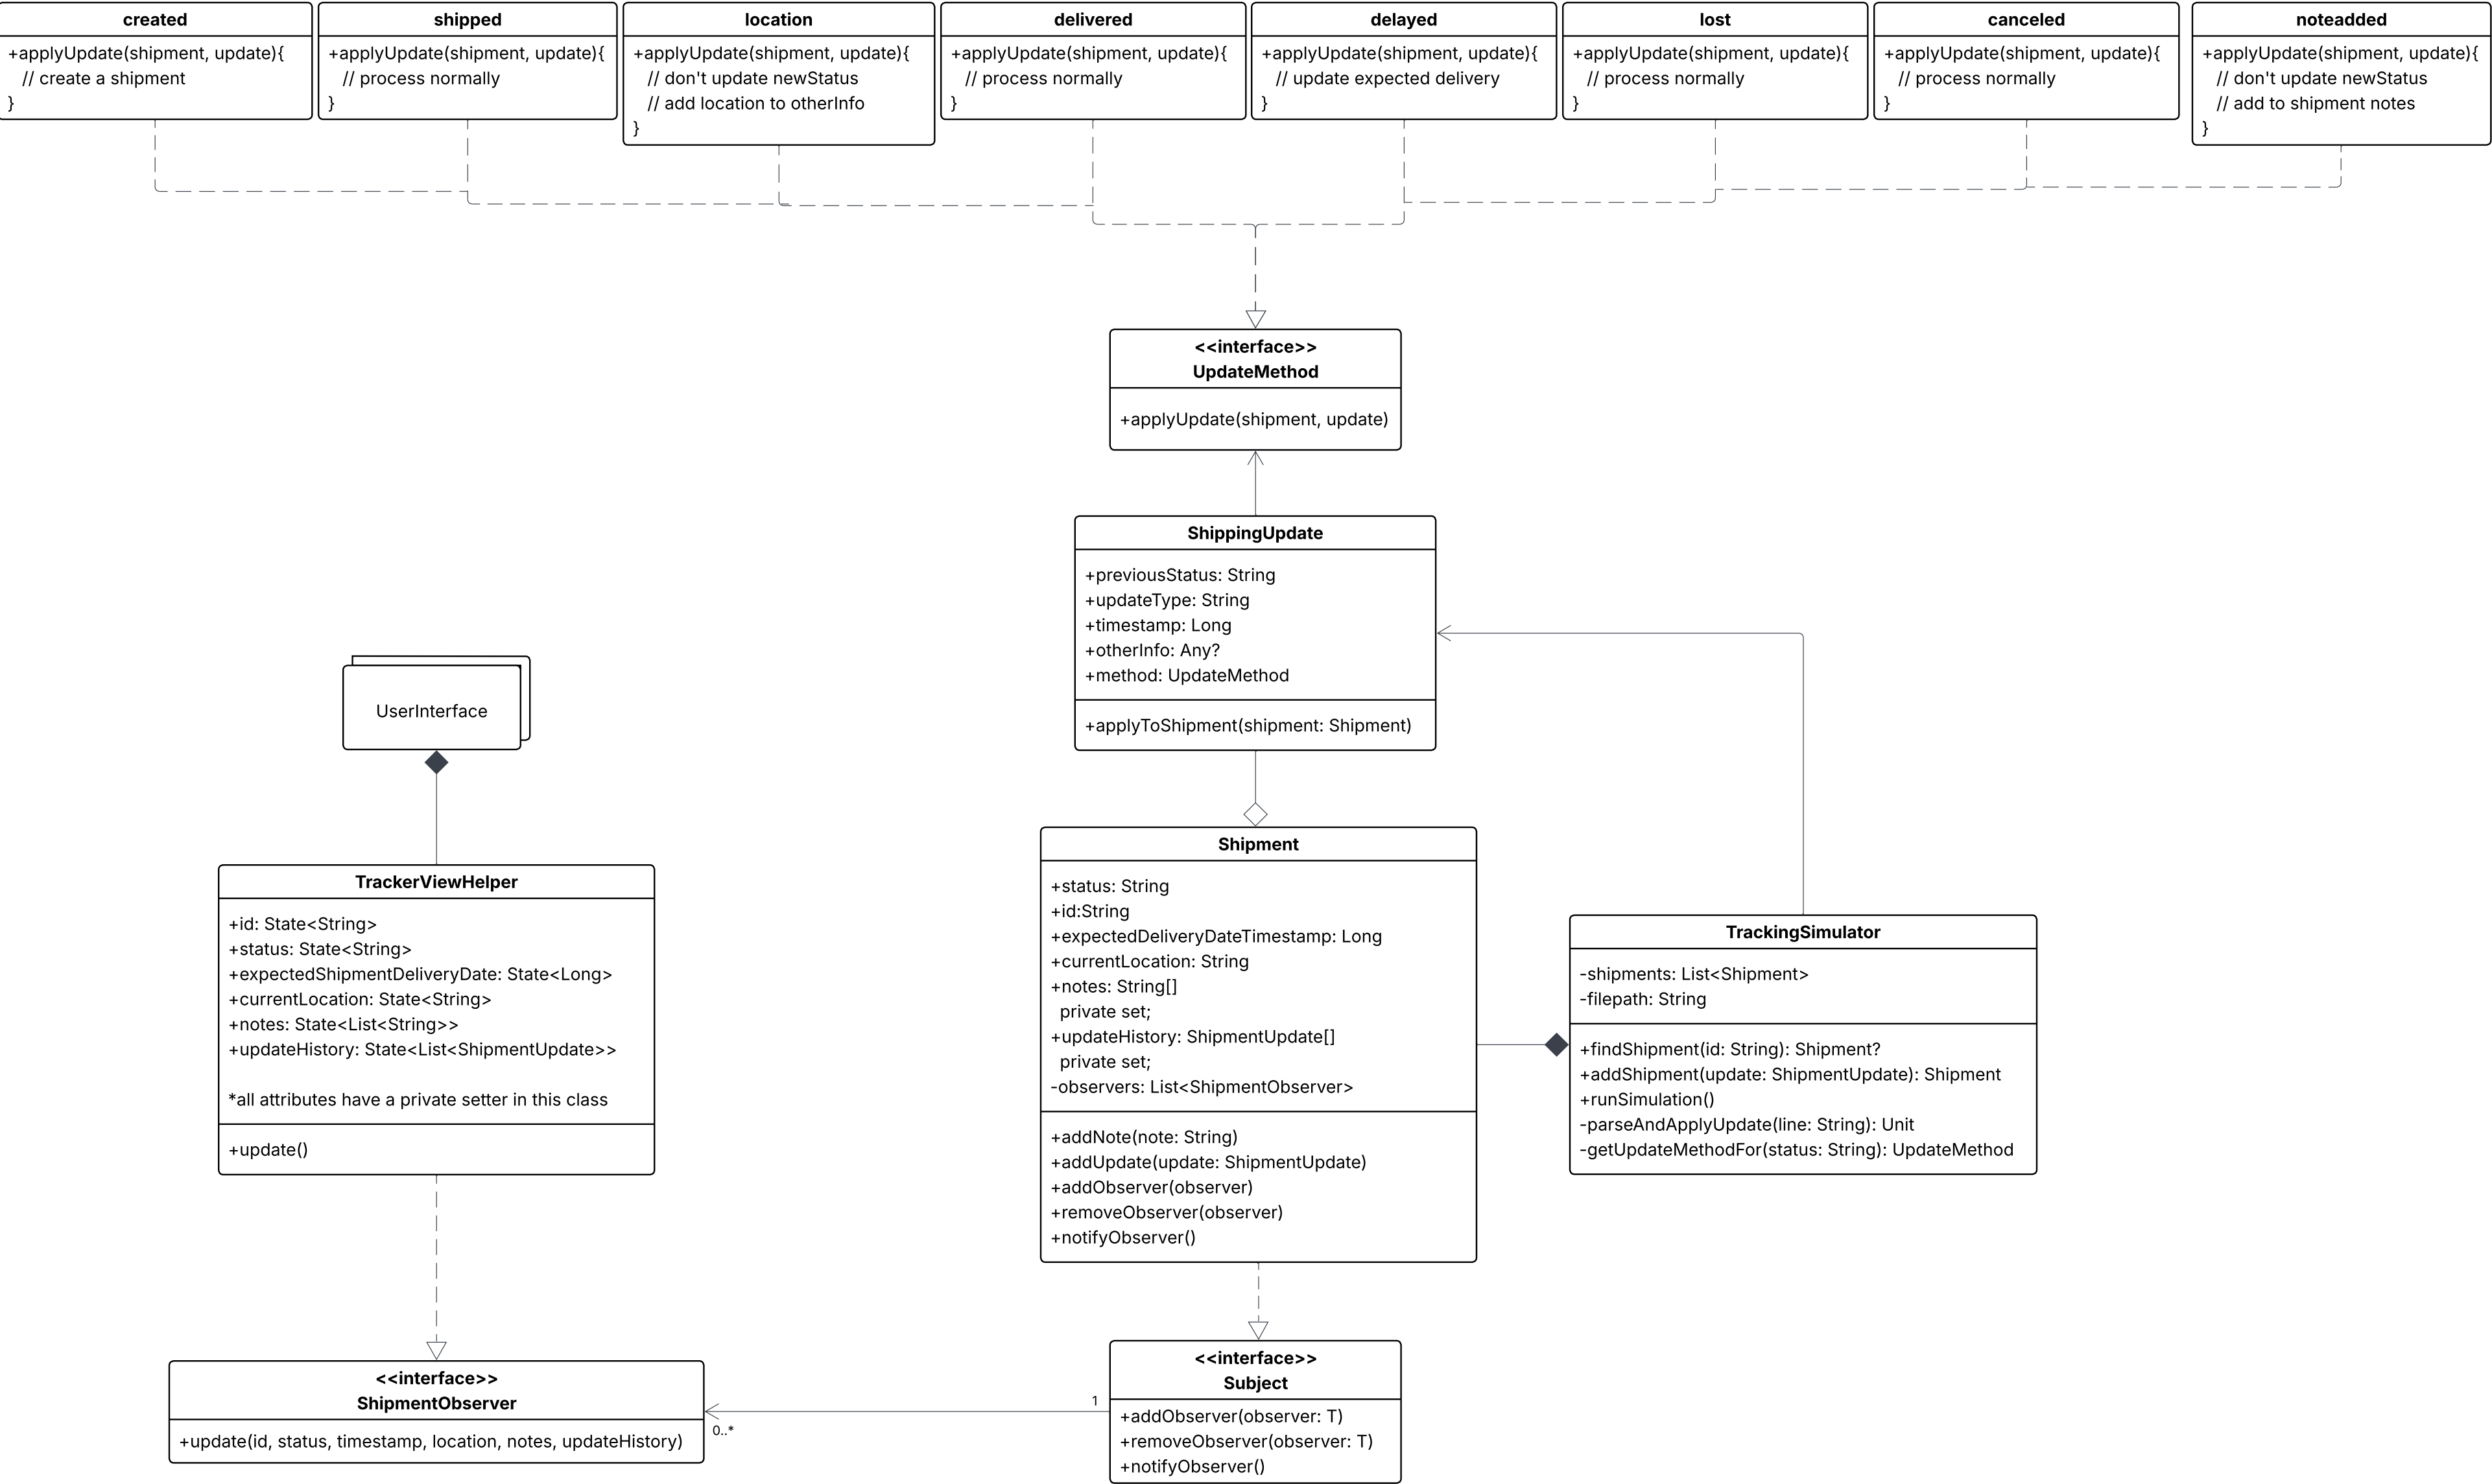 created
+applyUpdate(shipment, update){
// create a shipment
}
shipped
+applyUpdate(shipment, update){
// process normally
}
location
+applyUpdate(shipment, update){
// don't update newStatus
// add location to otherInfo
}
delivered
+applyUpdate(shipment, update){
// process normally
}
delayed
+applyUpdate(shipment, update){
// update expected delivery
}
lost
+applyUpdate(shipment, update){
// process normally
}
canceled
+applyUpdate(shipment, update){
// process normally
}
noteadded
+applyUpdate(shipment, update){
// don't update newStatus
// add to shipment notes
}
<<interface>>
UpdateMethod
+applyUpdate(shipment, update)
ShippingUpdate
+previousStatus: String
+updateType: String
+timestamp: Long
+otherInfo: Any?
+method: UpdateMethod
+applyToShipment(shipment: Shipment)
UserInterface
TrackerViewHelper
+id: State<String>
+status: State<String>
+expectedShipmentDeliveryDate: State<Long>
+currentLocation: State<String>
+notes: State<List<String>>
+updateHistory: State<List<ShipmentUpdate>>
*all attributes have a private setter in this class
+update()
Shipment
+status: String
+id:String
+expectedDeliveryDateTimestamp: Long
+currentLocation: String
+notes: String[]
private set;
+updateHistory: ShipmentUpdate[]
private set;
-observers: List<ShipmentObserver>
+addNote(note: String)
+addUpdate(update: ShipmentUpdate)
+addObserver(observer)
+removeObserver(observer)
+notifyObserver()
TrackingSimulator
-shipments: List<Shipment>
-filepath: String
+findShipment(id: String): Shipment?
+addShipment(update: ShipmentUpdate): Shipment
+runSimulation()
-parseAndApplyUpdate(line: String): Unit
-getUpdateMethodFor(status: String): UpdateMethod
<<interface>>
ShipmentObserver
+update(id, status, timestamp, location, notes, updateHistory)
0..*
1
<<interface>>
Subject
+addObserver(observer: T)
+removeObserver(observer: T)
+notifyObserver()